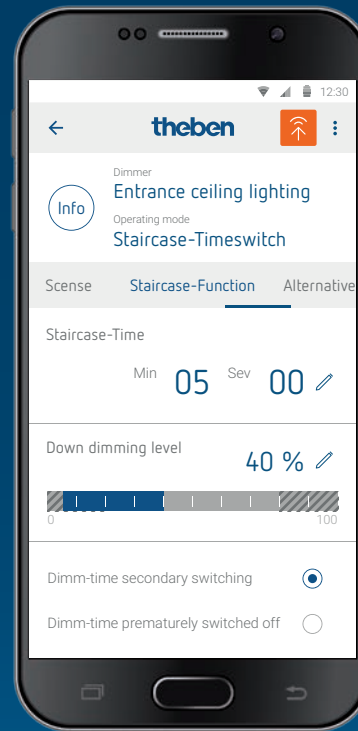 12:30
theben
Dimmer
Info
Entrance ceiling lighting
Operating mode
Staircase-Timeswitch
Scense Staircase-Function Alternative
Staircase-Time
Min 05 Sev 00
Down dimming level
40 %
0 100
Dimm-time secondary switching
Dimm-time prematurely switched off